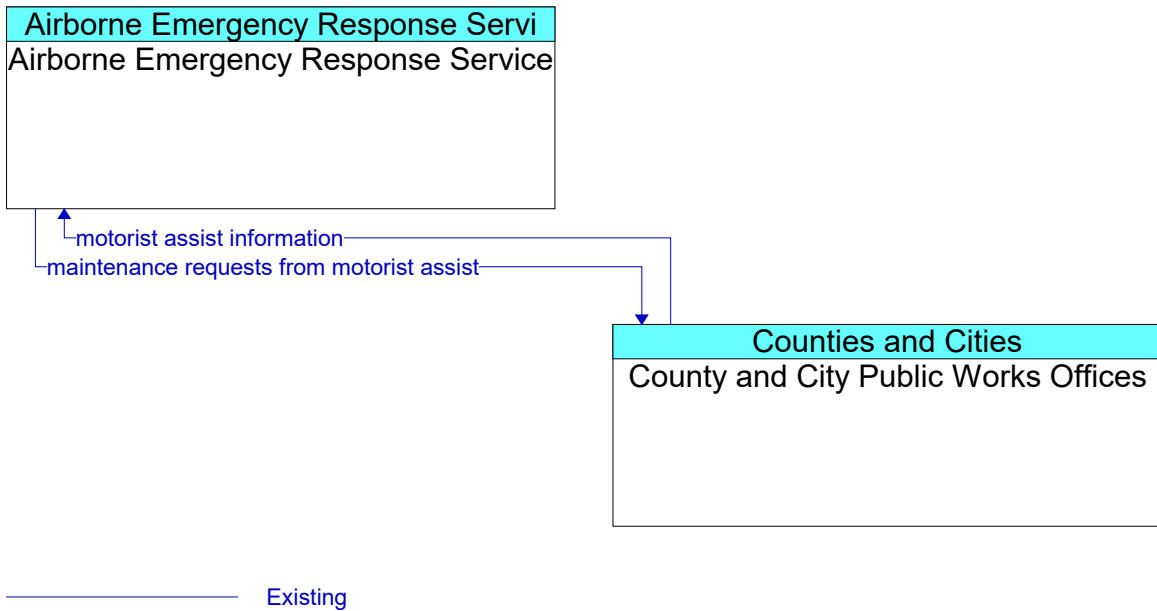 Airborne Emergency Response Servi
Airborne Emergency Response Service
motorist assist information
maintenance requests from motorist assist
Counties and Cities
County and City Public Works Offices
Existing